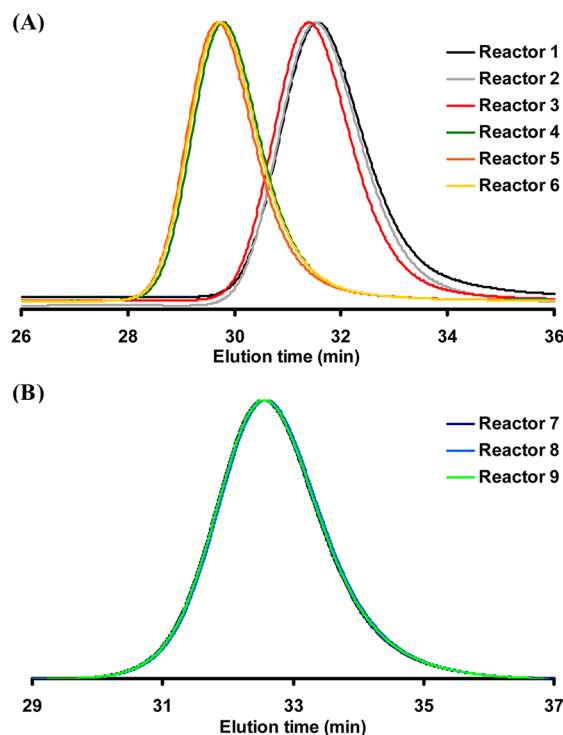 (A)
Reactor 1
Reactor 2
Reactor 3
Reactor 4
Reactor 5
Reactor 6
26 28 30 32 34 36
Elution time (min)
(B)
Reactor 7
Reactor 8
Reactor 9
29 31 33 35 37
Elution time (min)